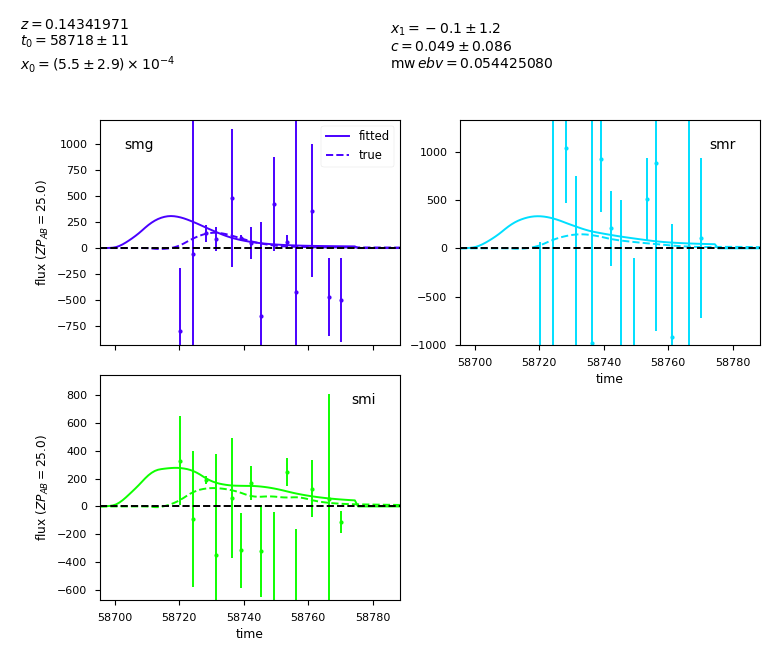 z = 0.14341971
t₀ = 58718 ± 11
x₀ = (5.5 ± 2.9) × 10⁻⁴
x₁ = −0.1 ± 1.2
c = 0.049 ± 0.086
mw ebv = 0.054425080
smg
fitted
true
1000
750
500
250
0
−250
−500
−750
flux (ZP_AB = 25.0)
smr
1000
500
0
−500
−1000
58700 58720 58740 58760 58780
time
smi
800
600
400
200
0
−200
−400
−600
flux (ZP_AB = 25.0)
58700 58720 58740 58760 58780
time